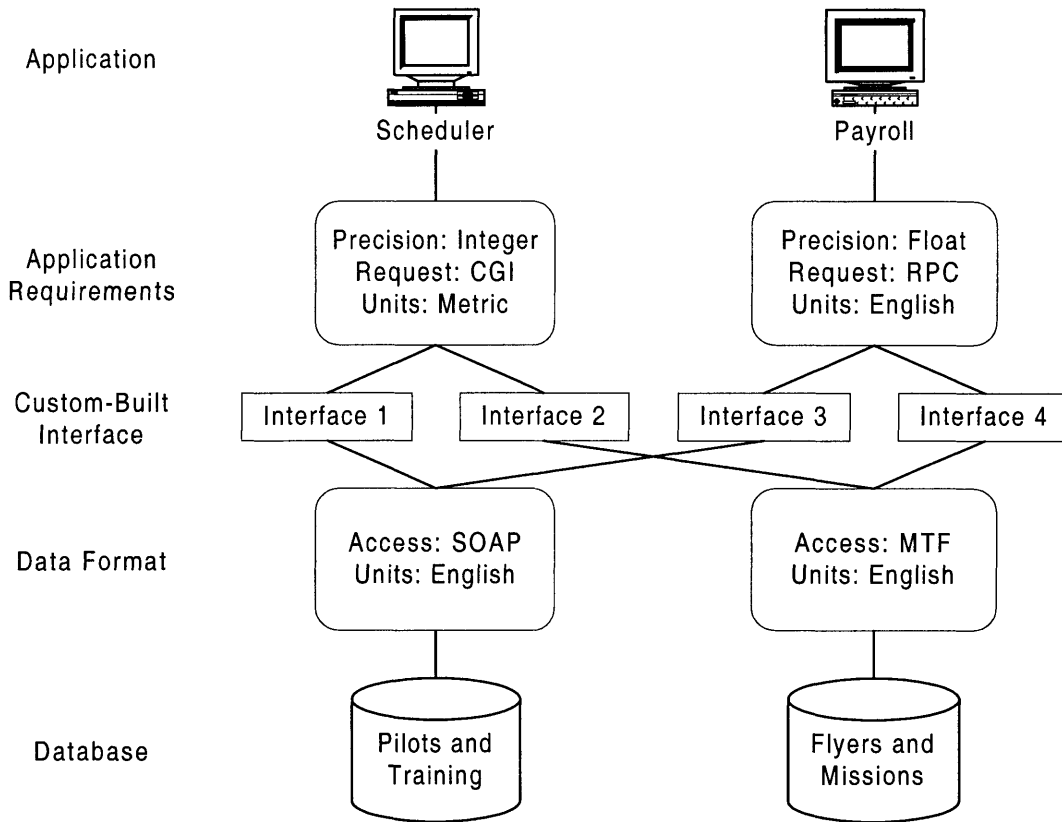 Application
Scheduler
Payroll
Application
Requirements
Precision: Integer
Request: CGI
Units: Metric
Precision: Float
Request: RPC
Units: English
Custom-Built
Interface
Interface 1
Interface 2
Interface 3
Interface 4
Data Format
Access: SOAP
Units: English
Access: MTF
Units: English
Database
Pilots and
Training
Flyers and
Missions